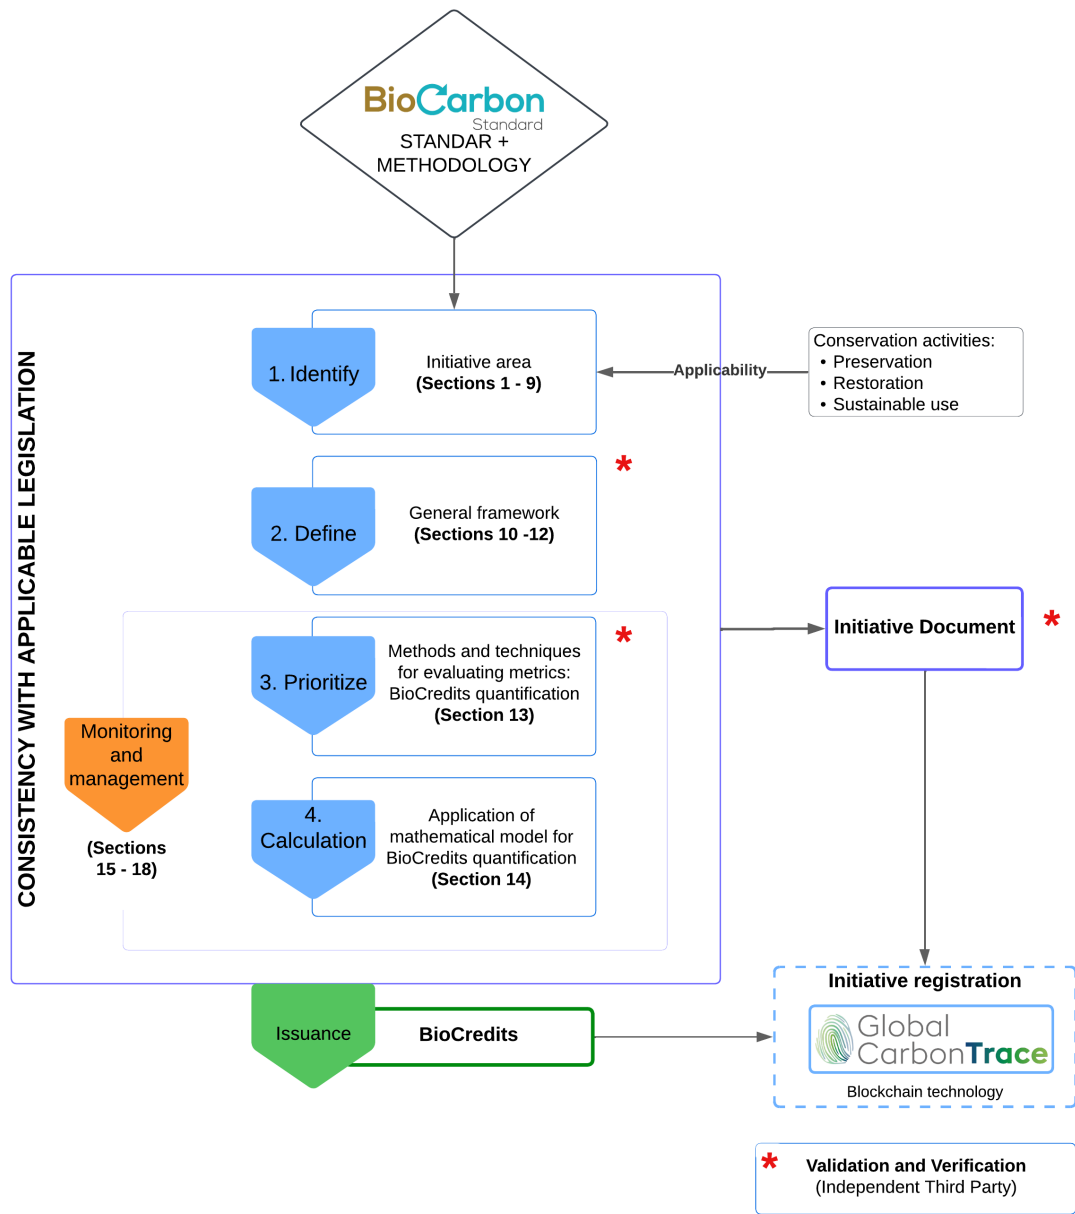 BioCarbon
Standard
STANDAR +
METHODOLOGY
CONSISTENCY WITH APPLICABLE LEGISLATION
1. Identify
Initiative area
(Sections 1 - 9)
Applicability
Conservation activities:
• Preservation
• Restoration
• Sustainable use
*
2. Define
General framework
(Sections 10 -12)
*
3. Prioritize
Methods and techniques
for evaluating metrics:
BioCredits quantification
(Section 13)
Monitoring
and
management
(Sections
15 - 18)
4.
Calculation
Application of
mathematical model for
BioCredits quantification
(Section 14)
Initiative Document
*
Issuance
BioCredits
Initiative registration
Global
CarbonTrace
Blockchain technology
* Validation and Verification
(Independent Third Party)